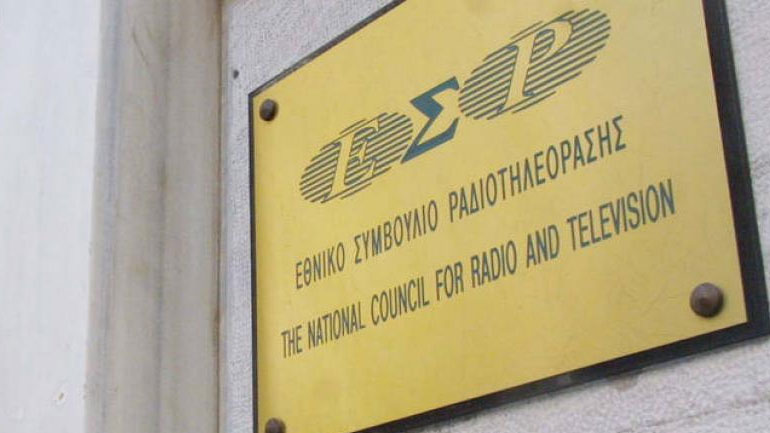 ΕΣΡ
ΕΘΝΙΚΟ ΣΥΜΒΟΥΛΙΟ ΡΑΔΙΟΤΗΛΕΟΡΑΣΗΣ
THE NATIONAL COUNCIL FOR RADIO AND TELEVISION